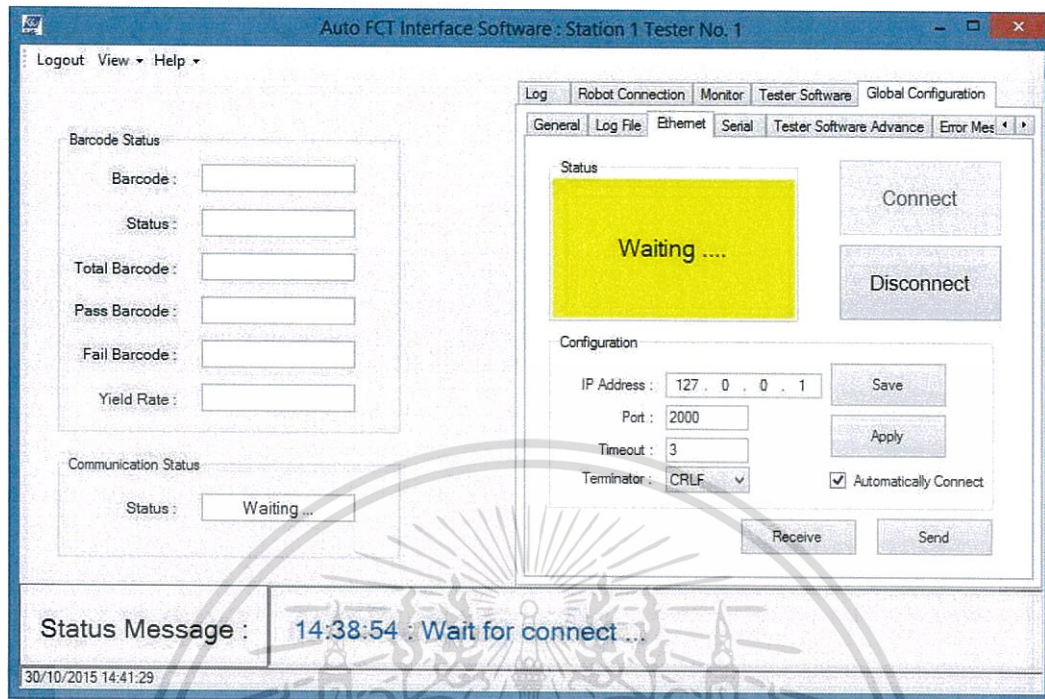 Auto FCT Interface Software : Station 1 Tester No. 1
Logout View Help
Log Robot Connection Monitor Tester Software Global Configuration
General Log File Ethernet Serial Tester Software Advance Error Mes
Barcode Status
Barcode :
Status :
Total Barcode :
Pass Barcode :
Fail Barcode :
Yield Rate :
Communication Status
Status : Waiting ...
Status
Waiting ....
Connect
Disconnect
Configuration
IP Address : 127 . 0 . 0 . 1
Port : 2000
Timeout : 3
Terminator : CRLF
Save
Apply
Automatically Connect
Receive Send
Status Message : 14:38:54 : Wait for connect ...
30/10/2015 14:41:29